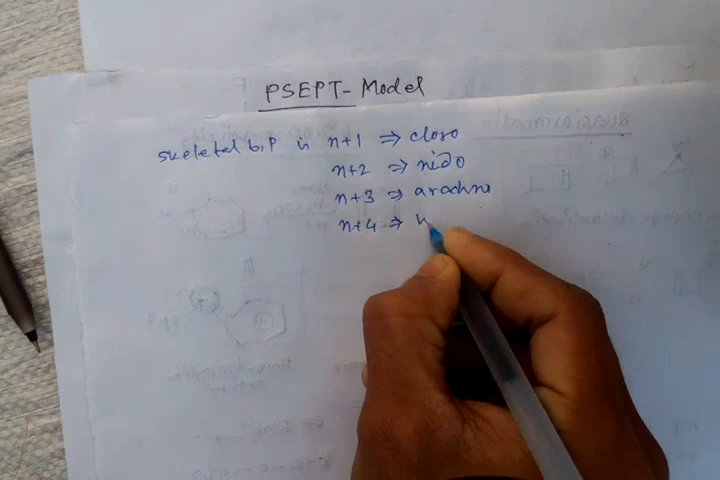 PSEPT- Model
skeletal b.p is n+1 ⇒ closo
n+2 ⇒ nido
n+3 ⇒ arachno
n+4 ⇒